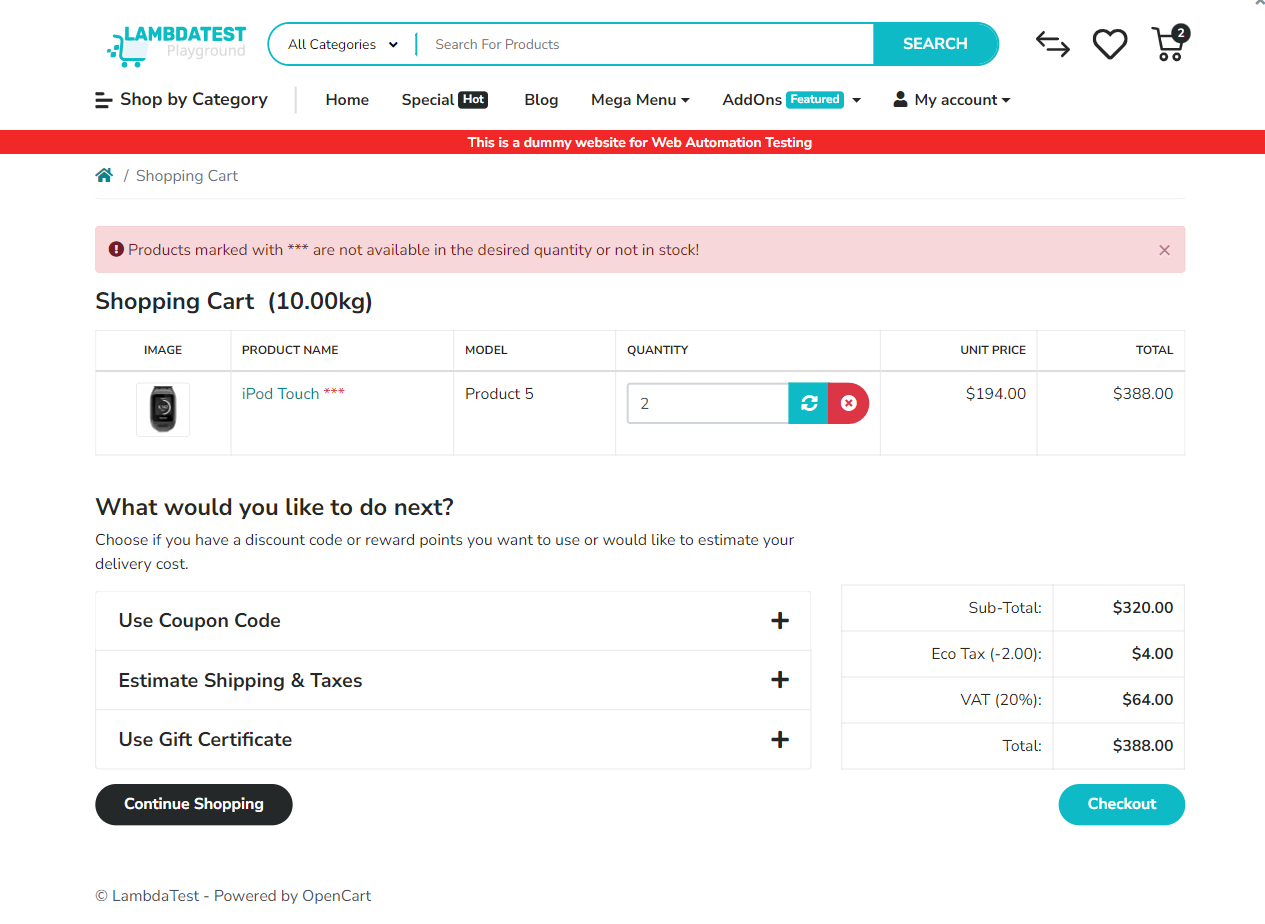 LAMBDATEST
Playground
All Categories
Search For Products
SEARCH
2
Shop by Category
Home
Special Hot
Blog
Mega Menu
AddOns Featured
My account
This is a dummy website for Web Automation Testing
/ Shopping Cart
Products marked with *** are not available in the desired quantity or not in stock!
×
Shopping Cart (10.00kg)
IMAGE PRODUCT NAME MODEL QUANTITY UNIT PRICE TOTAL
iPod Touch *** Product 5 2 $194.00 $388.00
What would you like to do next?
Choose if you have a discount code or reward points you want to use or would like to estimate your
delivery cost.
Use Coupon Code
Estimate Shipping & Taxes
Use Gift Certificate
Sub-Total: $320.00
Eco Tax (-2.00): $4.00
VAT (20%): $64.00
Total: $388.00
Continue Shopping
Checkout
© LambdaTest - Powered by OpenCart